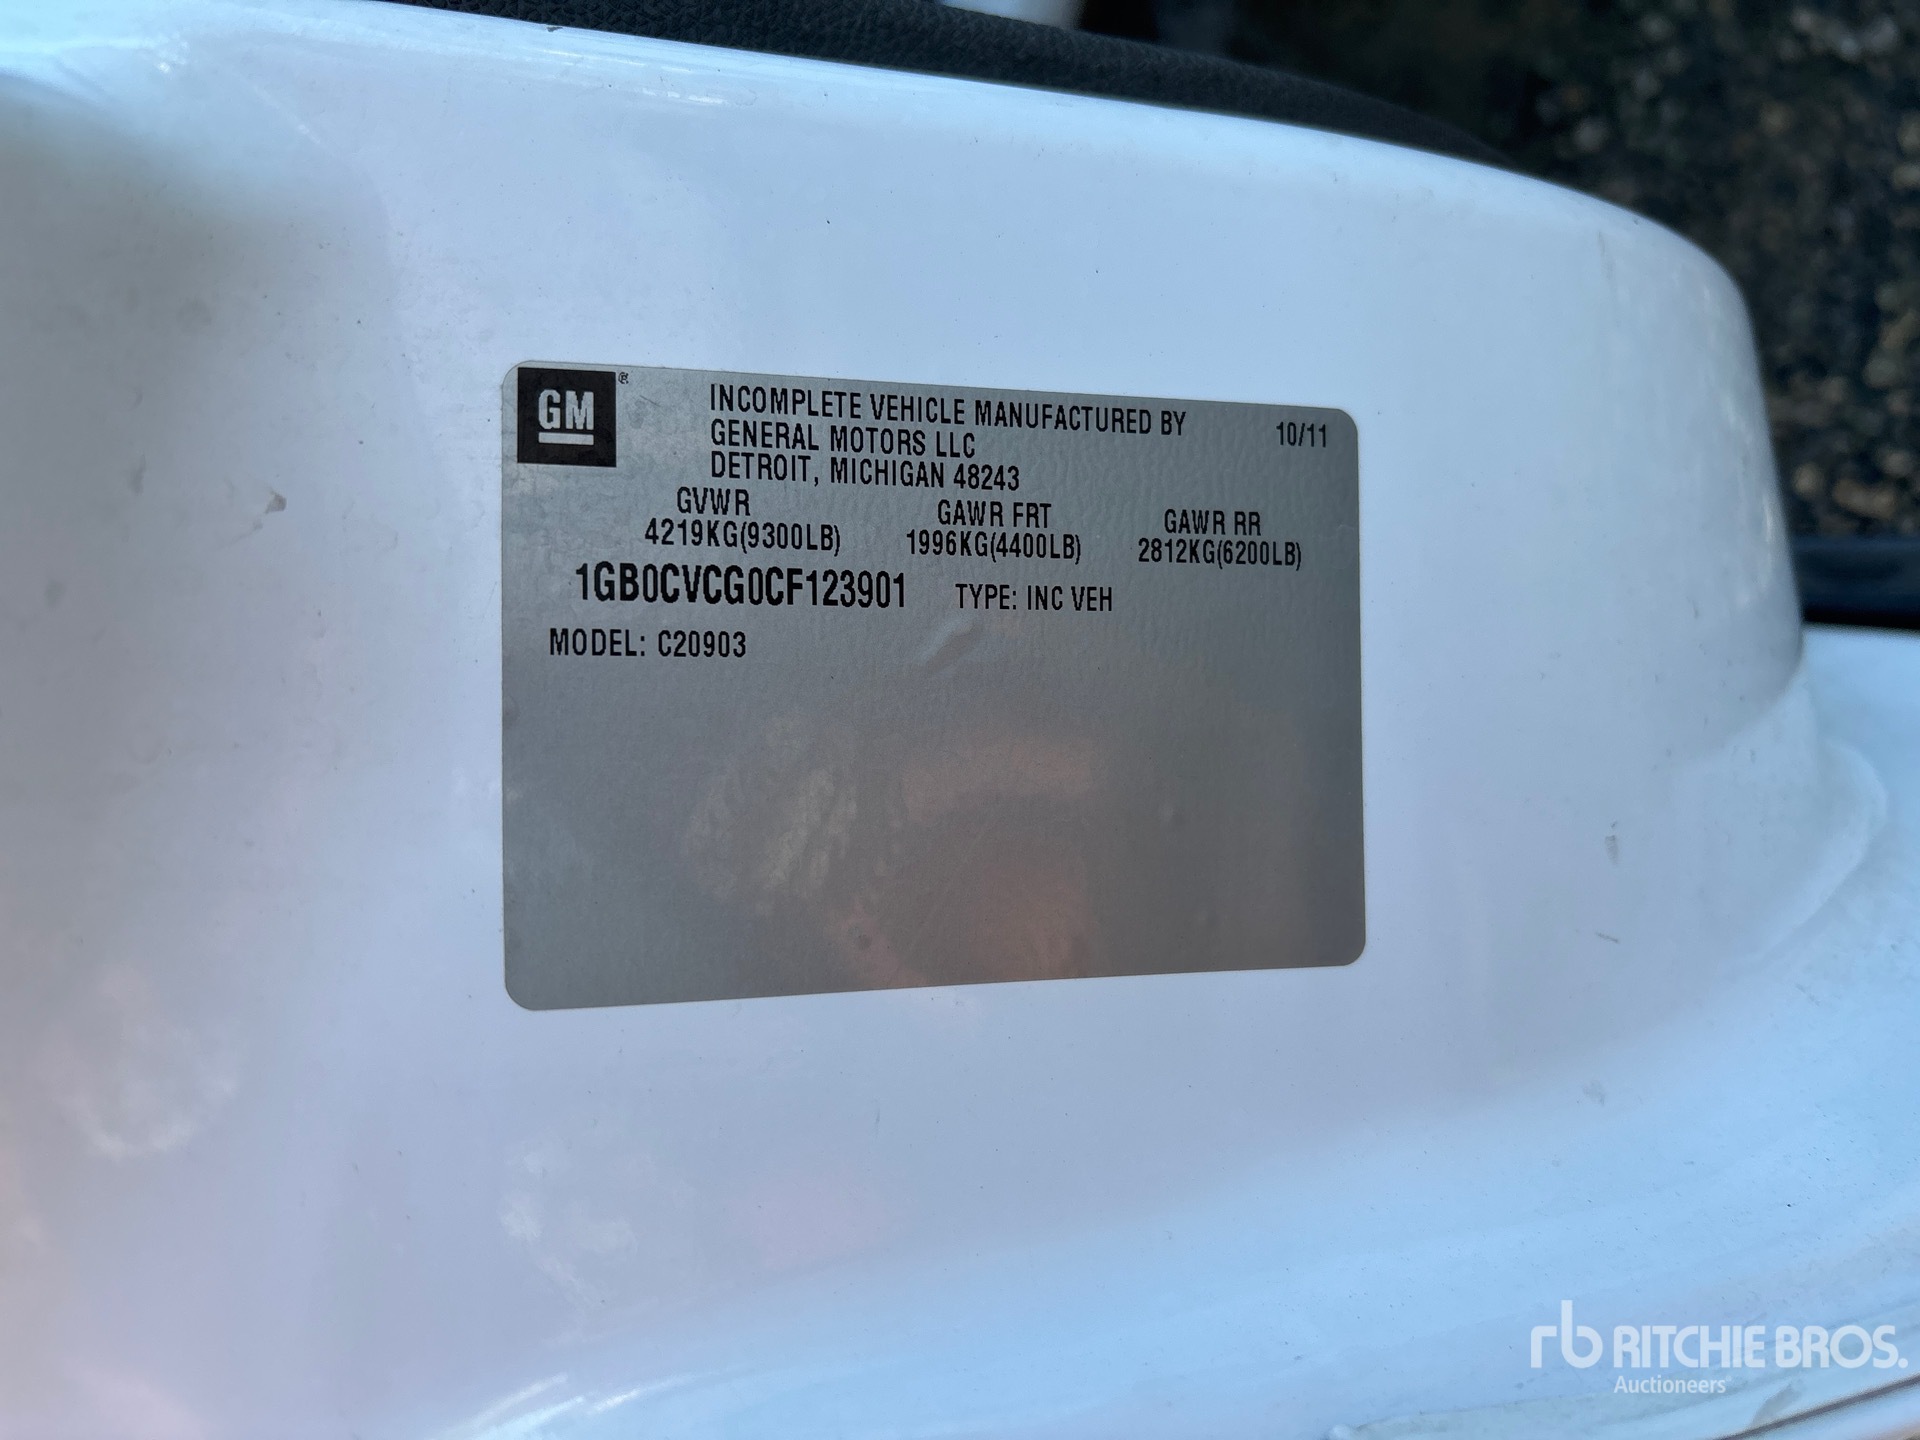 GM ®
INCOMPLETE VEHICLE MANUFACTURED BY 10/11
GENERAL MOTORS LLC
DETROIT, MICHIGAN 48243
GVWR GAWR FRT GAWR RR
4219KG(9300LB) 1996KG(4400LB) 2812KG(6200LB)
1GB0CVCG0CF123901 TYPE: INC VEH
MODEL: C20903
rb RITCHIE BROS.
Auctioneers